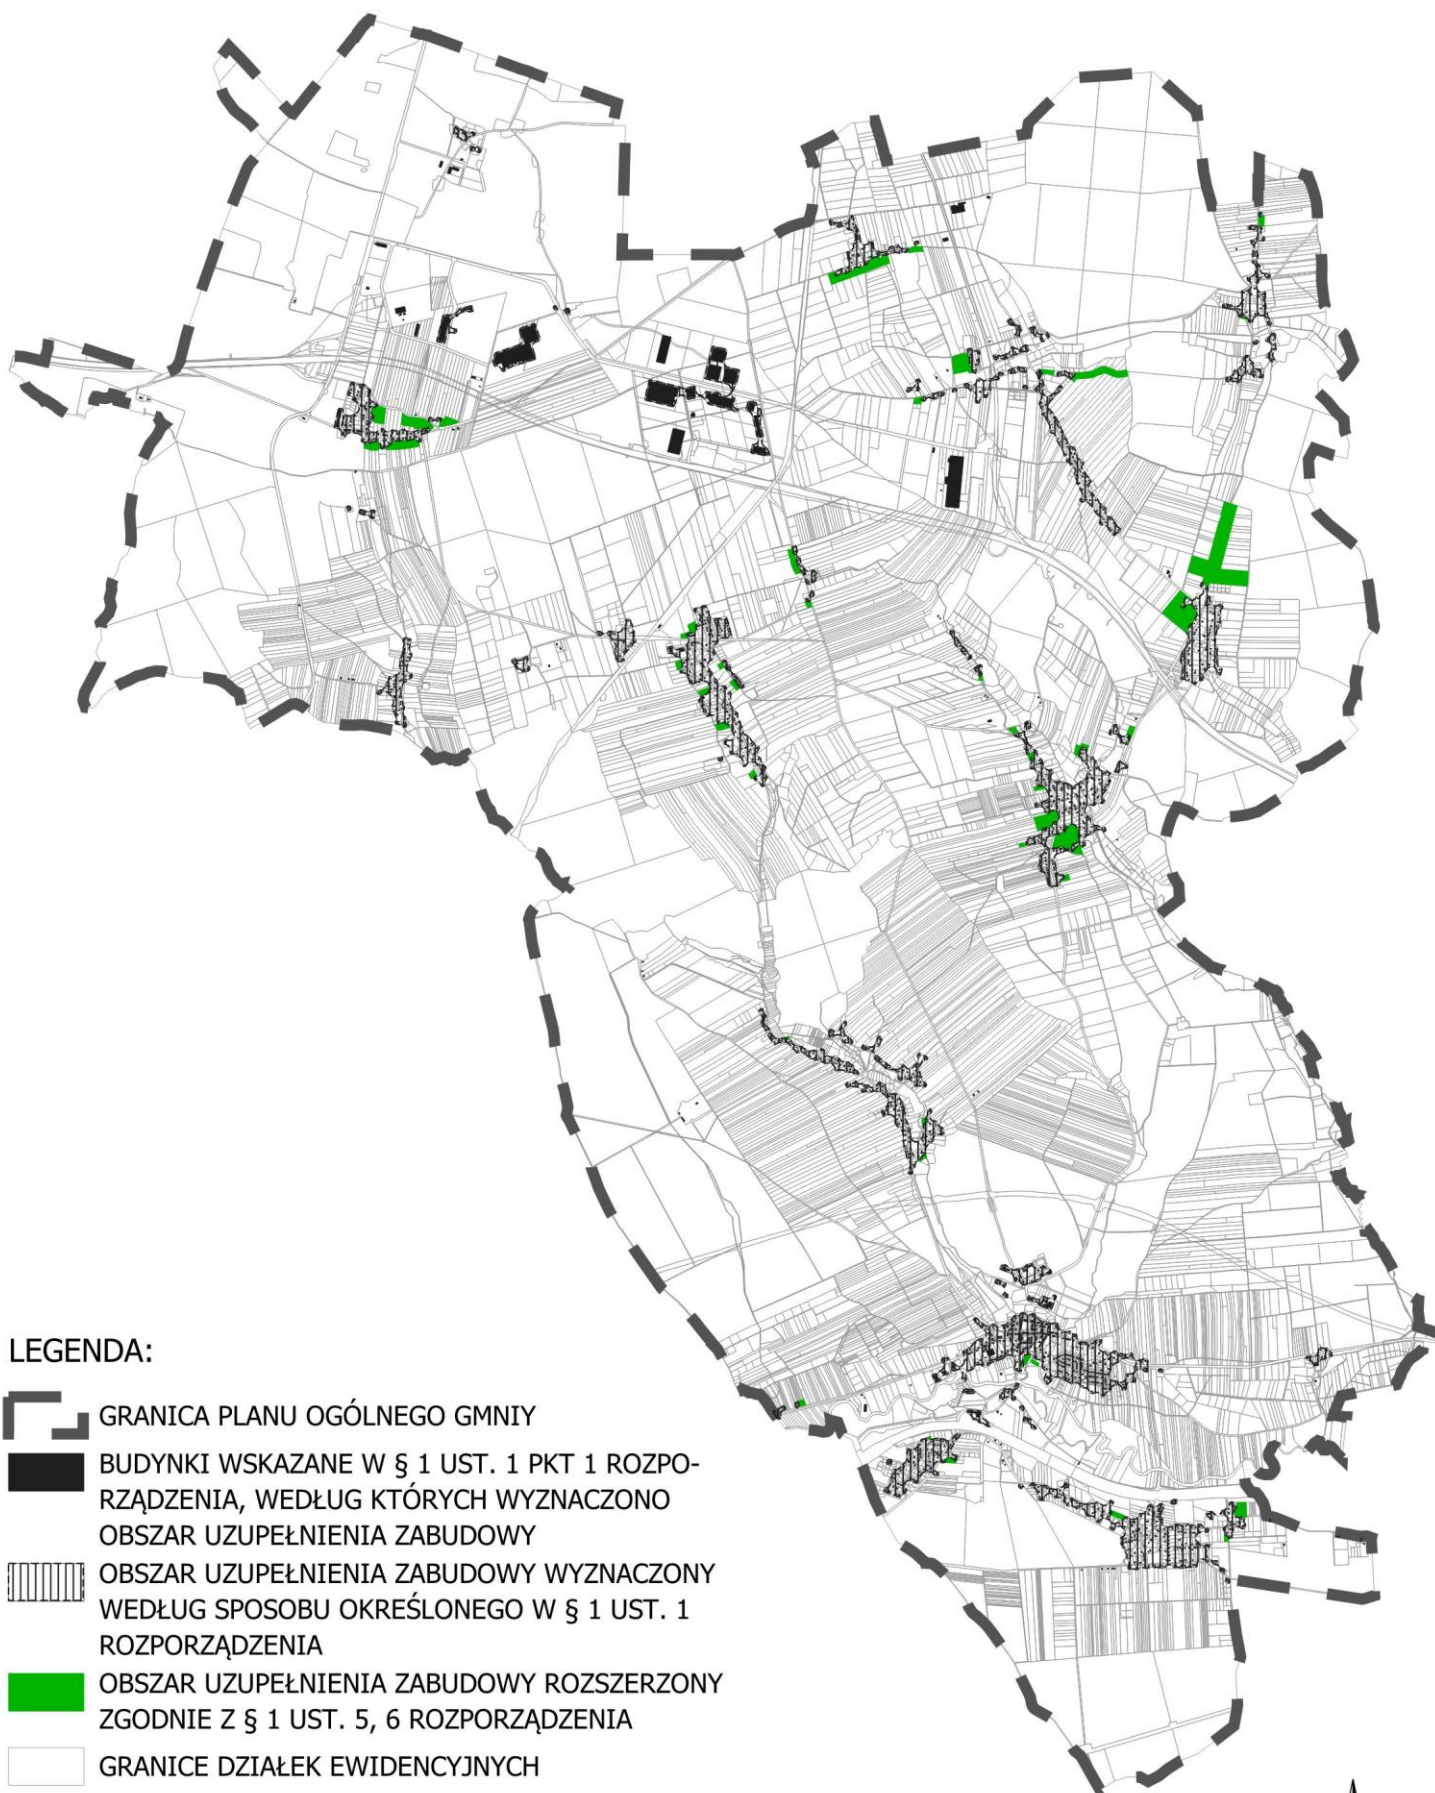 LEGENDA:
GRANICA PLANU OGÓLNEGO GMNIY
BUDYNKI WSKAZANE W § 1 UST. 1 PKT 1 ROZPO-
RZĄDZENIA, WEDŁUG KTÓRYCH WYZNACZONO
OBSZAR UZUPEŁNIENIA ZABUDOWY
OBSZAR UZUPEŁNIENIA ZABUDOWY WYZNACZONY
WEDŁUG SPOSOBU OKREŚLONEGO W § 1 UST. 1
ROZPORZĄDZENIA
OBSZAR UZUPEŁNIENIA ZABUDOWY ROZSZERZONY
ZGODNIE Z § 1 UST. 5, 6 ROZPORZĄDZENIA
GRANICE DZIAŁEK EWIDENCYJNYCH